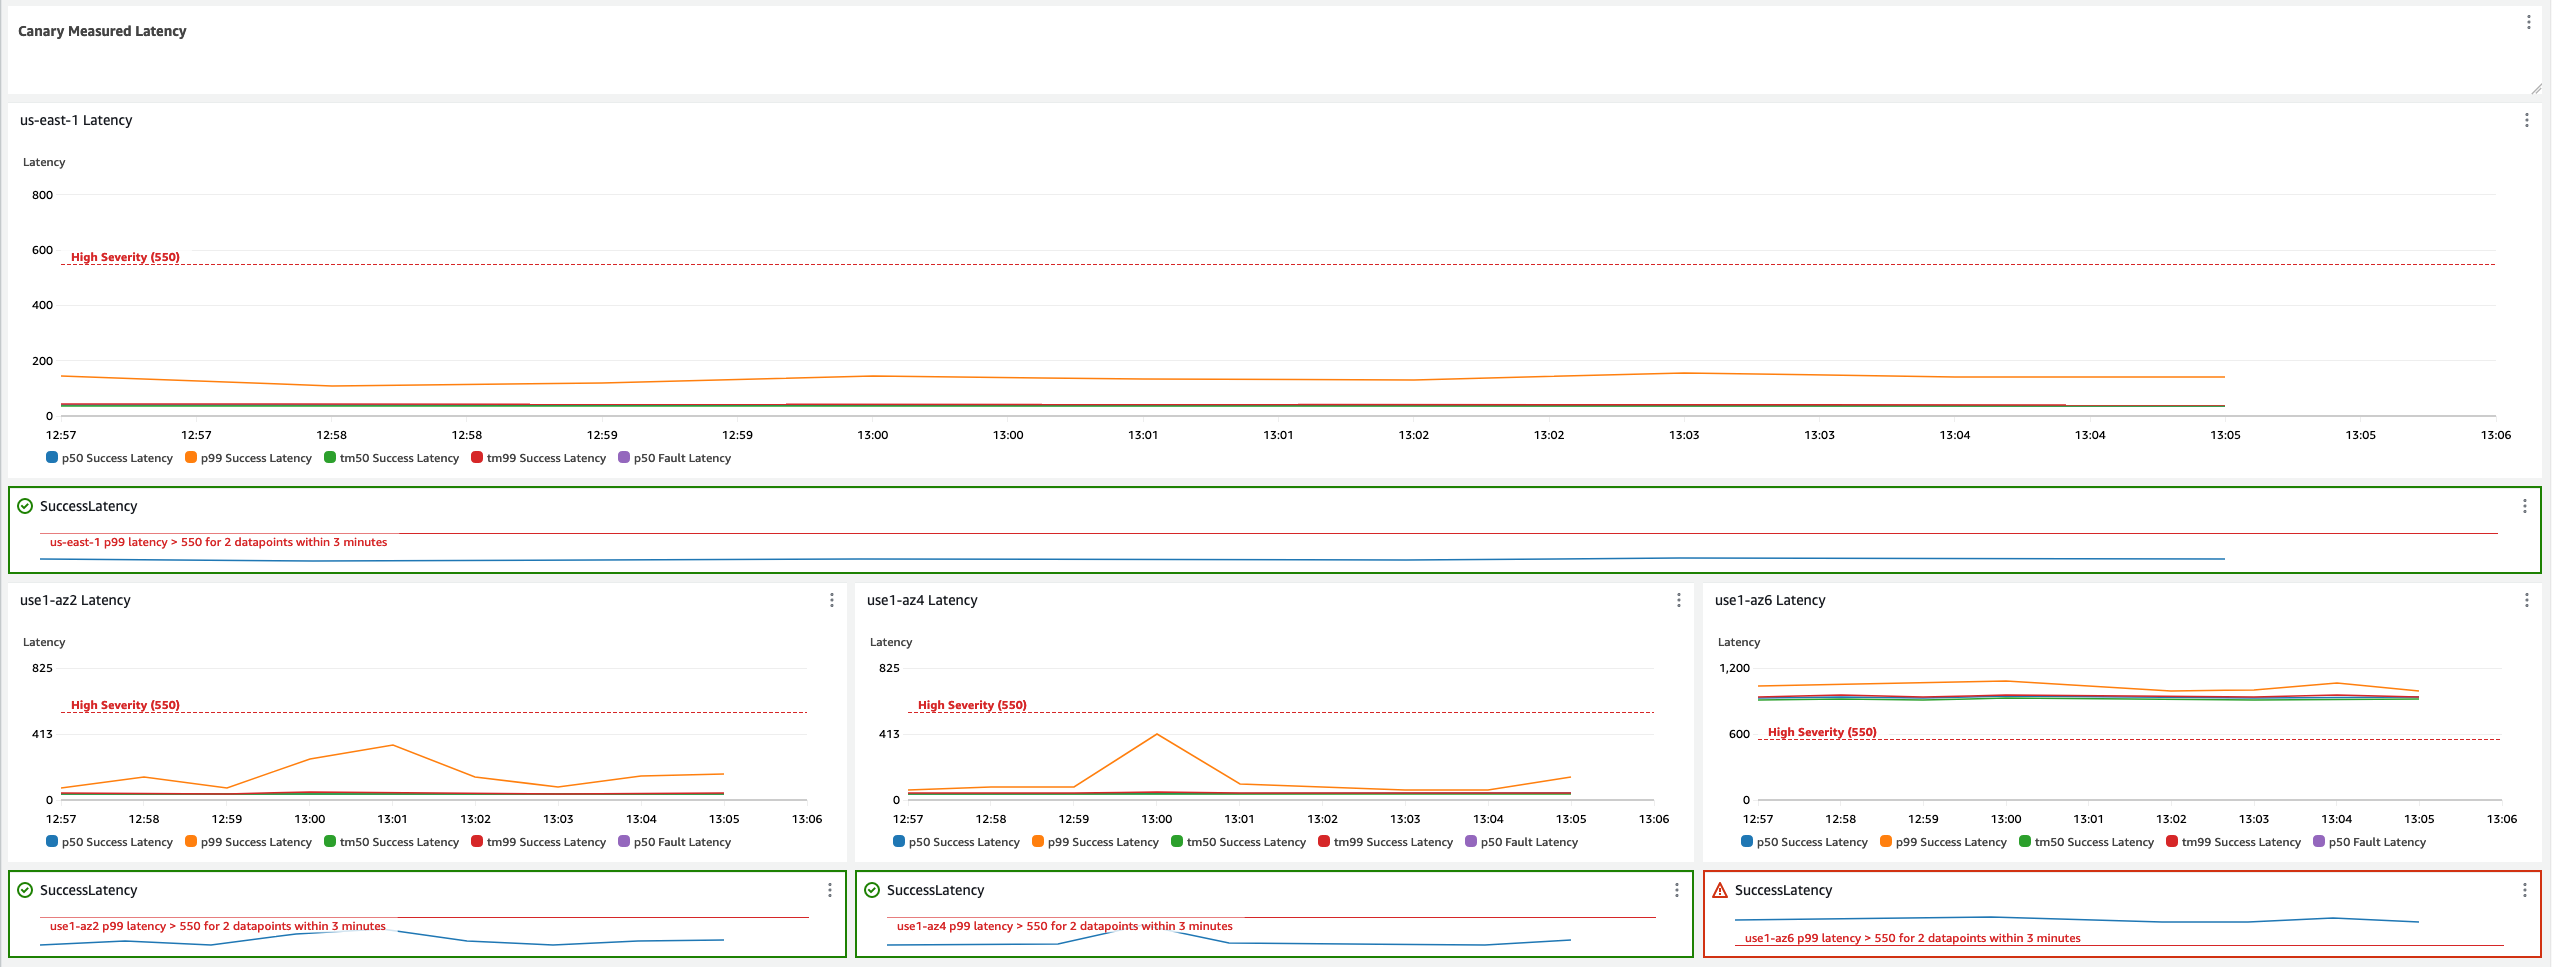 Canary Measured Latency
us-east-1 Latency
Latency
800
600
High Severity (550)
400
200
0
12:57 12:57 12:58 12:58 12:59 12:59 13:00 13:00 13:01 13:01 13:02 13:02 13:03 13:03 13:04 13:04 13:05 13:05 13:06
p50 Success Latency p99 Success Latency tm50 Success Latency tm99 Success Latency p50 Fault Latency
SuccessLatency
us-east-1 p99 latency > 550 for 2 datapoints within 3 minutes
use1-az2 Latency
Latency
825
High Severity (550)
413
0
12:57 12:58 12:59 13:00 13:01 13:02 13:03 13:04 13:05 13:06
p50 Success Latency p99 Success Latency tm50 Success Latency tm99 Success Latency p50 Fault Latency
use1-az4 Latency
Latency
825
High Severity (550)
413
0
12:57 12:58 12:59 13:00 13:01 13:02 13:03 13:04 13:05 13:06
p50 Success Latency p99 Success Latency tm50 Success Latency tm99 Success Latency p50 Fault Latency
use1-az6 Latency
Latency
1,200
600
High Severity (550)
0
12:57 12:58 12:59 13:00 13:01 13:02 13:03 13:04 13:05 13:06
p50 Success Latency p99 Success Latency tm50 Success Latency tm99 Success Latency p50 Fault Latency
SuccessLatency
use1-az2 p99 latency > 550 for 2 datapoints within 3 minutes
SuccessLatency
use1-az4 p99 latency > 550 for 2 datapoints within 3 minutes
SuccessLatency
use1-az6 p99 latency > 550 for 2 datapoints within 3 minutes